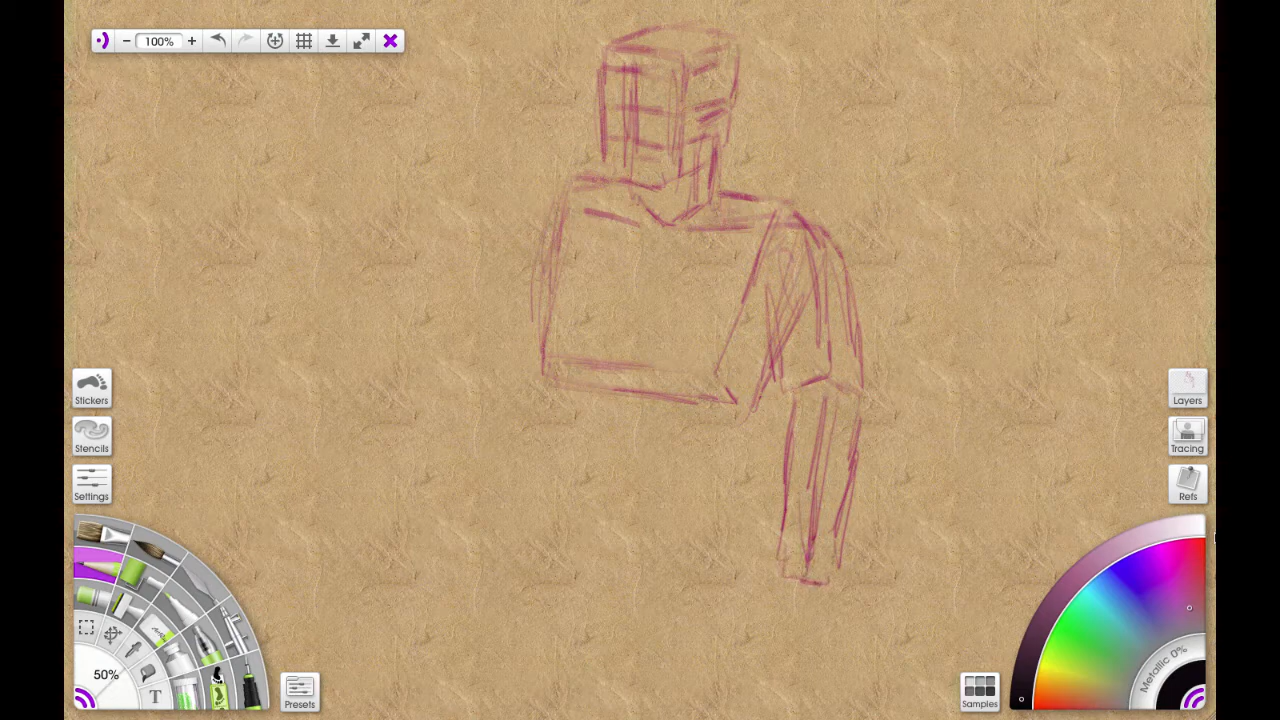 100%
Stickers
Stencils
Settings
50%
T
Presets
Layers
Tracing
Refs
Metallic 0%
Samples